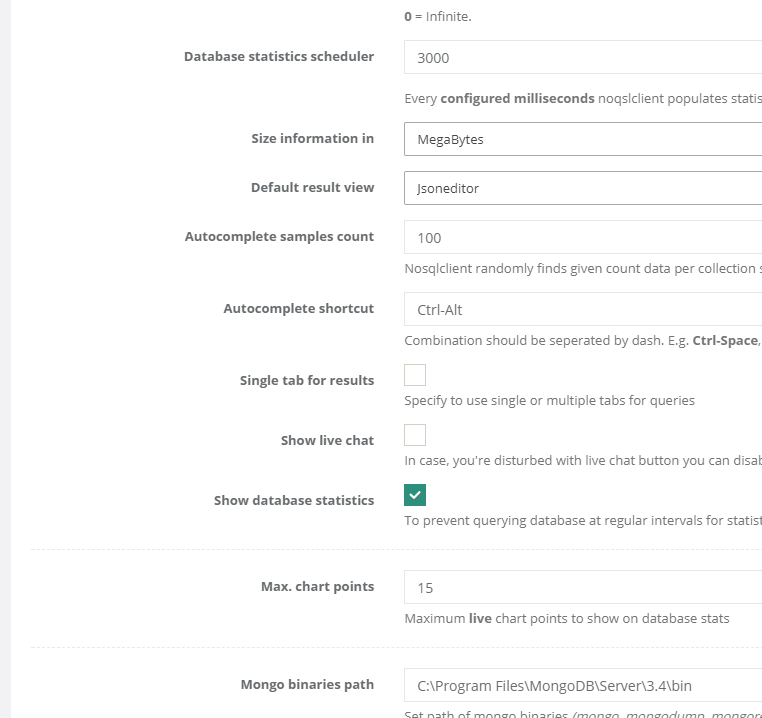 0 = Infinite.
Database statistics scheduler
3000
Every configured milliseconds noqslclient populates statis
Size information in
MegaBytes
Default result view
Jsoneditor
Autocomplete samples count
100
Nosqlclient randomly finds given count data per collection s
Autocomplete shortcut
Ctrl-Alt
Combination should be seperated by dash. E.g. Ctrl-Space,
Single tab for results
Specify to use single or multiple tabs for queries
Show live chat
In case, you're disturbed with live chat button you can disab
Show database statistics
To prevent querying database at regular intervals for statist
Max. chart points
15
Maximum live chart points to show on database stats
Mongo binaries path
C:\Program Files\MongoDB\Server\3.4\bin
Set path of mongo binaries (mongo, mongodump, mongore